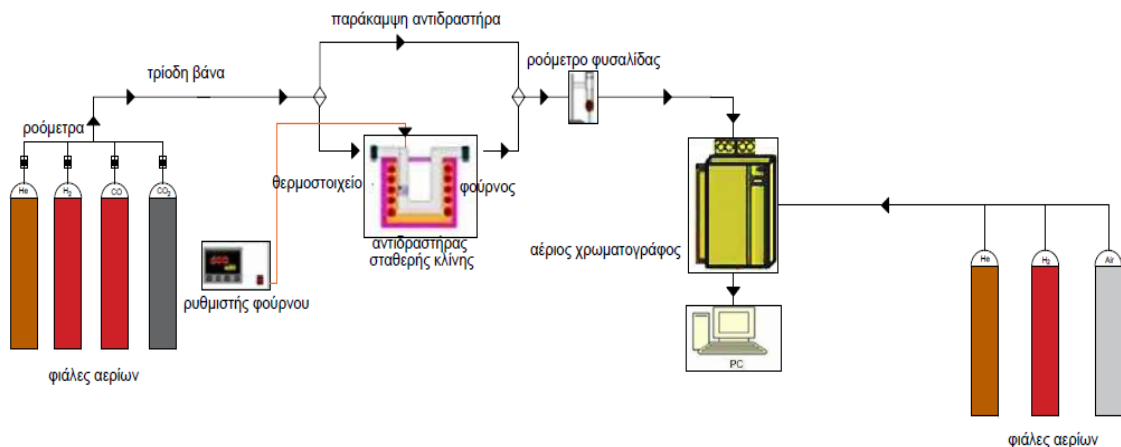 παράκαμψη αντιδραστήρα
ροόμετρο φυσαλίδας
τρίοδη βάνα
ροόμετρα
He
H2
CO
CO2
θερμοστοιχείο
φούρνος
αντιδραστήρας
σταθερής κλίνης
ρυθμιστής φούρνου
φιάλες αερίων
αέριος χρωματογράφος
PC
He
H2
Air
φιάλες αερίων